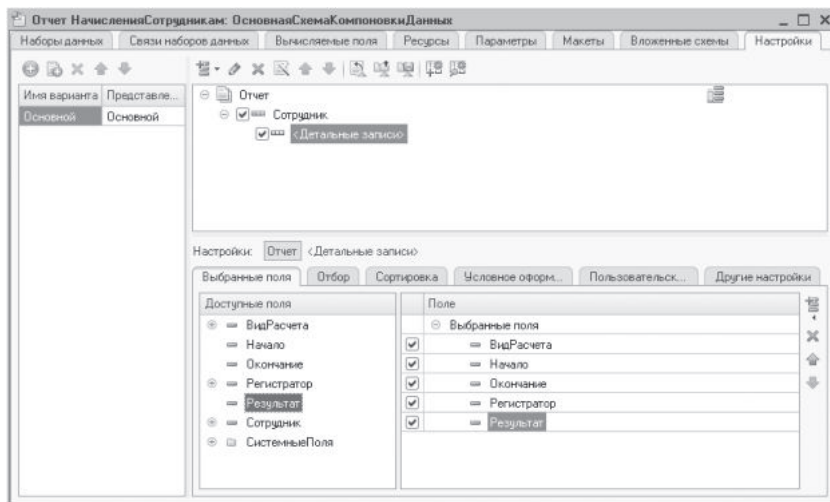 Отчет НачисленияСотрудникам: ОсновнаяСхемаКомпоновкиДанных
Наборы данных Связи наборов данных Вычисляемые поля Ресурсы Параметры Макеты Вложенные схемы Настройки
Имя варианта Представле...
Основной Основной
Отчет
Сотрудник
<Детальные записи>
Настройки: Отчет <Детальные записи>
Выбранные поля Отбор Сортировка Условное оформ... Пользовательск... Другие настройки
Доступные поля Поле
ВидРасчета Выбранные поля
Начало ВидРасчета
Окончание Начало
Регистратор Окончание
Результат Регистратор
Сотрудник Результат
СистемныеПоля